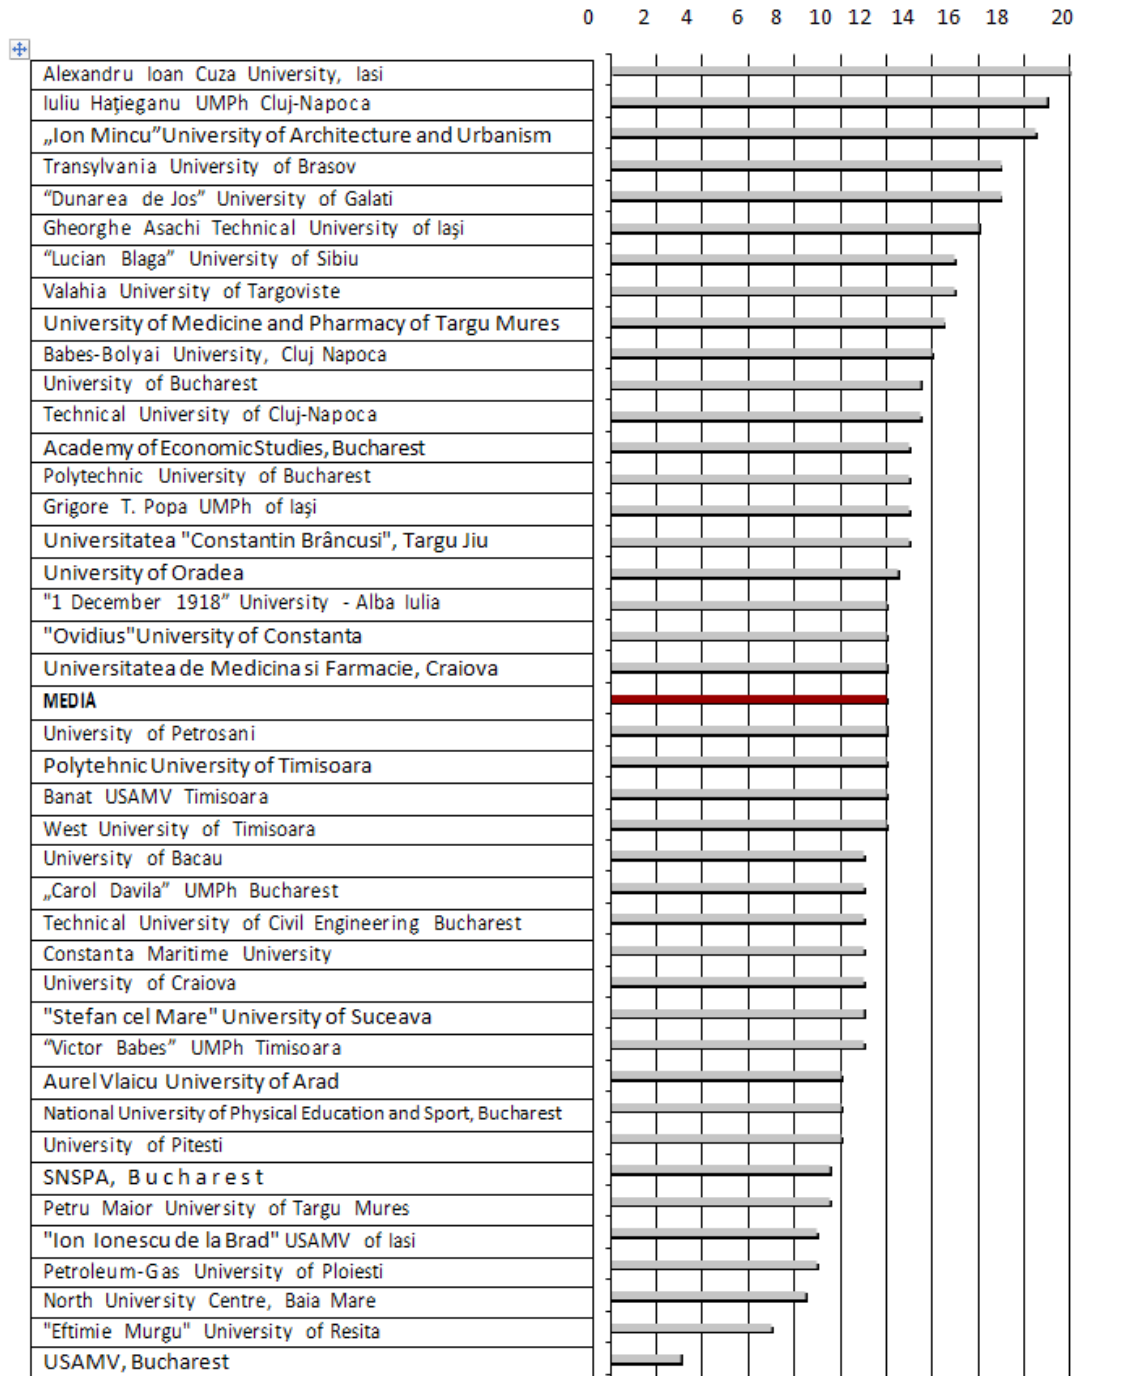 0 2 4 6 8 10 12 14 16 18 20
Alexandru Ioan Cuza University, Iasi
Iuliu Haţieganu UMPh Cluj-Napoca
„Ion Mincu”University of Architecture and Urbanism
Transylvania University of Brasov
“Dunarea de Jos” University of Galati
Gheorghe Asachi Technical University of Iaşi
“Lucian Blaga” University of Sibiu
Valahia University of Targoviste
University of Medicine and Pharmacy of Targu Mures
Babes-Bolyai University, Cluj Napoca
University of Bucharest
Technical University of Cluj-Napoca
Academy of Economic Studies, Bucharest
Polytechnic University of Bucharest
Grigore T. Popa UMPh of Iaşi
Universitatea "Constantin Brâncusi", Targu Jiu
University of Oradea
"1 December 1918” University - Alba Iulia
"Ovidius"University of Constanta
Universitatea de Medicina si Farmacie, Craiova
MEDIA
University of Petrosani
Polytehnic University of Timisoara
Banat USAMV Timisoara
West University of Timisoara
University of Bacau
„Carol Davila” UMPh Bucharest
Technical University of Civil Engineering Bucharest
Constanta Maritime University
University of Craiova
"Stefan cel Mare" University of Suceava
“Victor Babes” UMPh Timisoara
Aurel Vlaicu University of Arad
National University of Physical Education and Sport, Bucharest
University of Pitesti
SNSPA, Bucharest
Petru Maior University of Targu Mures
"Ion Ionescu de la Brad" USAMV of Iasi
Petroleum-Gas University of Ploiesti
North University Centre, Baia Mare
"Eftimie Murgu" University of Resita
USAMV, Bucharest